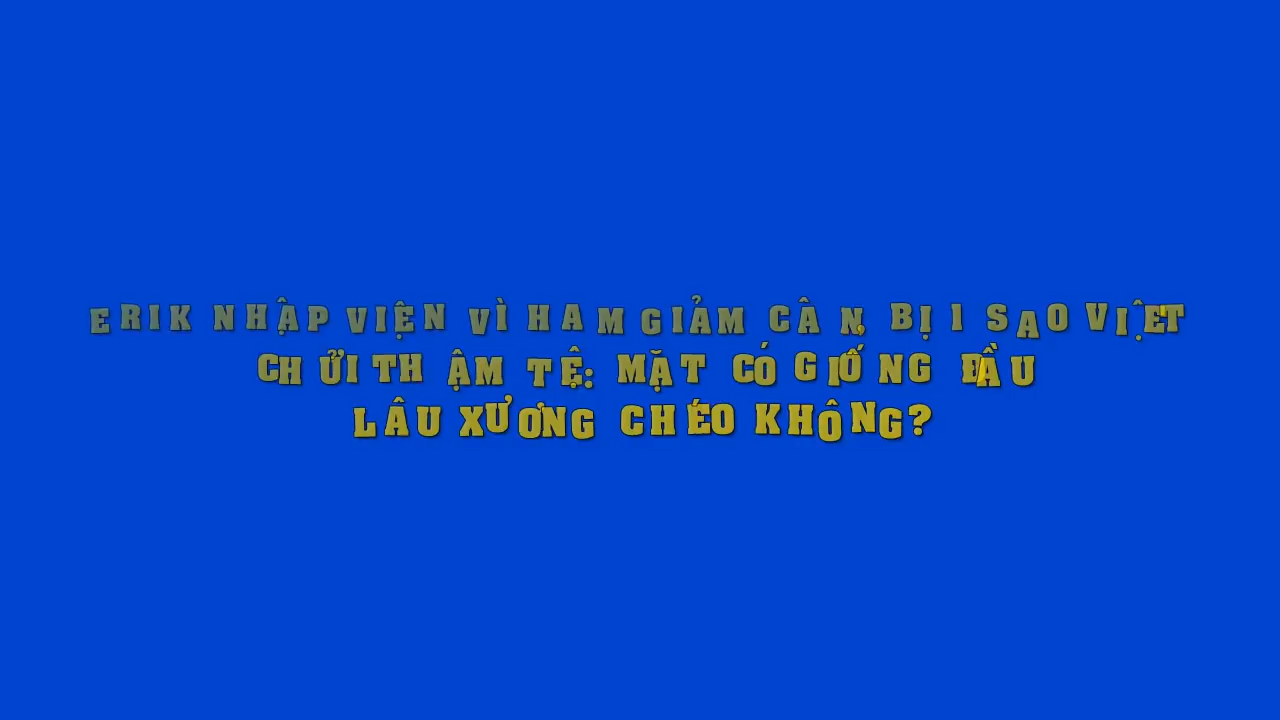 ERIK NHẬP VIỆN VÌ HAM GIẢM CÂN, BỊ 1 SAO VIỆT
CHỬI THẬM TỆ: MẶT CÓ GIỐNG ĐẦU
LÂU XƯƠNG CHÉO KHÔNG?